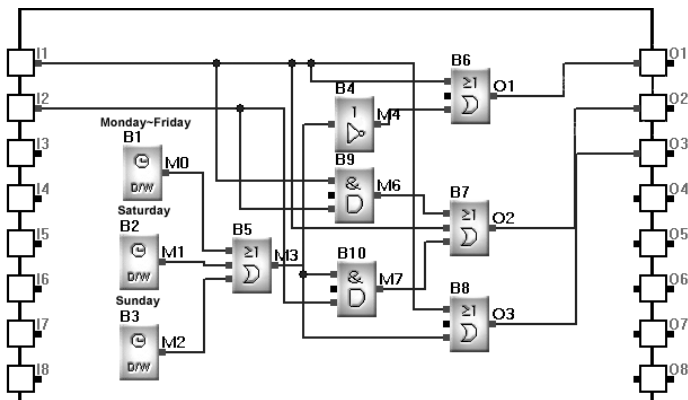 I1
I2
I3
I4
I5
I6
I7
I8
Monday~Friday
B1
M0
D/W
Saturday
B2
M1
D/W
Sunday
B3
M2
D/W
B5
≥1
M3
B4
1
M4
B9
&
M6
B10
&
M7
B6
≥1
O1
B7
≥1
O2
B8
≥1
O3
O1
O2
O3
O4
O5
O6
O7
O8